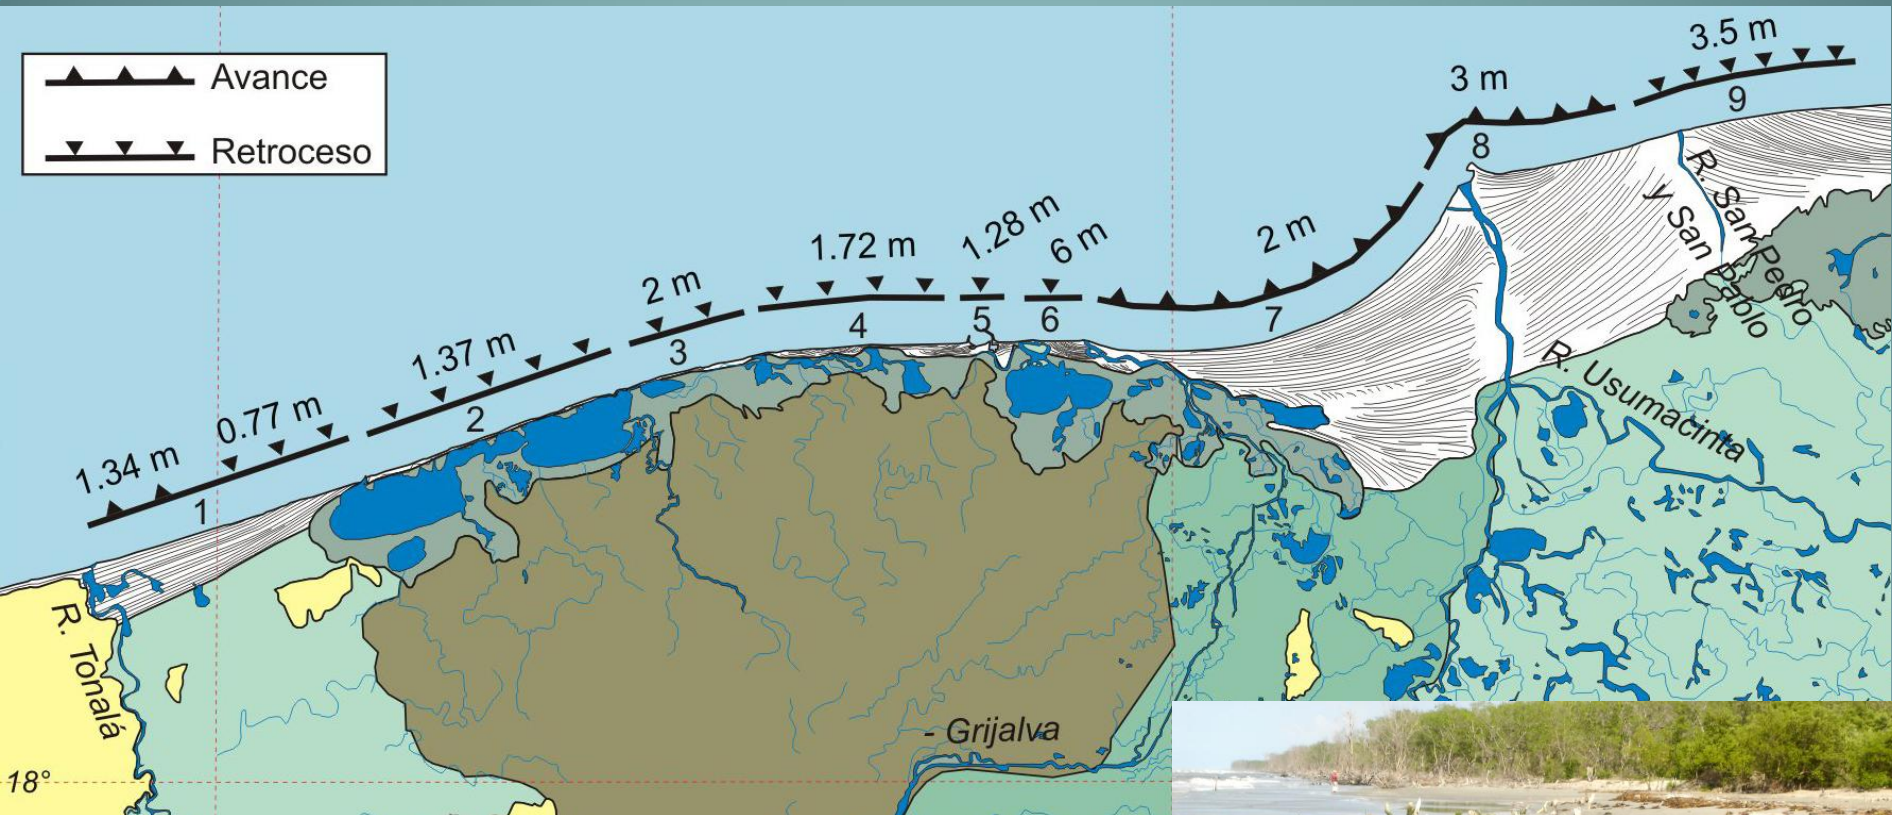 Avance
Retroceso
1.34 m
0.77 m
1
1.37 m
2
2 m
3
1.72 m
4
1.28 m
5
6 m
6
2 m
7
3 m
8
3.5 m
9
R. Tonalá
- Grijalva
R. Usumacinta
R. San Pedro
y San Pablo
18°